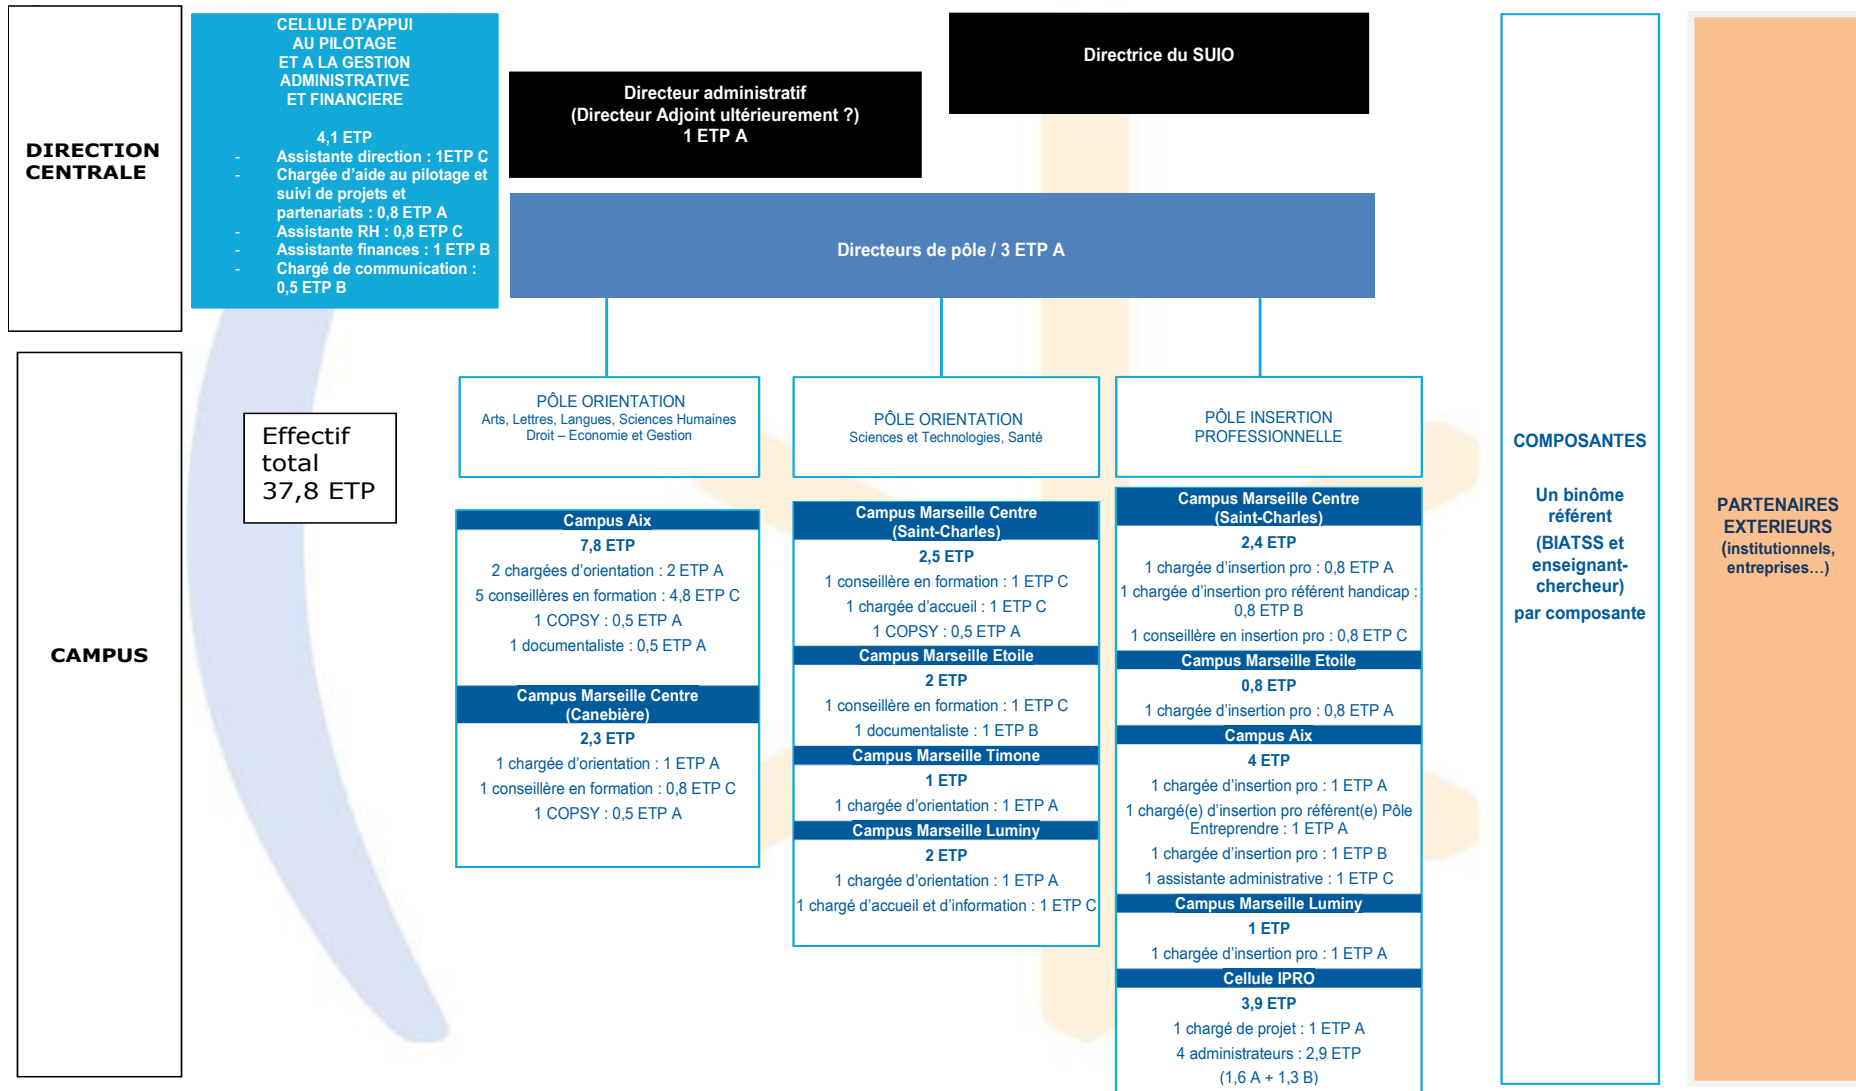 DIRECTION
CENTRALE
CELLULE D'APPUI
AU PILOTAGE
ET A LA GESTION
ADMINISTRATIVE
ET FINANCIERE
4,1 ETP
- Assistante direction : 1ETP C
- Chargée d'aide au pilotage et
suivi de projets et
partenariats : 0,8 ETP A
- Assistante RH : 0,8 ETP C
- Assistante finances : 1 ETP B
- Chargé de communication :
0,5 ETP B
Directeur administratif
(Directeur Adjoint ultérieurement ?)
1 ETP A
Directrice du SUIO
Directeurs de pôle / 3 ETP A
CAMPUS
Effectif
total
37,8 ETP
PÔLE ORIENTATION
Arts, Lettres, Langues, Sciences Humaines
Droit – Economie et Gestion
Campus Aix
7,8 ETP
2 chargées d'orientation : 2 ETP A
5 conseillères en formation : 4,8 ETP C
1 COPSY : 0,5 ETP A
1 documentaliste : 0,5 ETP A
Campus Marseille Centre
(Canebière)
2,3 ETP
1 chargée d'orientation : 1 ETP A
1 conseillère en formation : 0,8 ETP C
1 COPSY : 0,5 ETP A
PÔLE ORIENTATION
Sciences et Technologies, Santé
Campus Marseille Centre
(Saint-Charles)
2,5 ETP
1 conseillère en formation : 1 ETP C
1 chargée d'accueil : 1 ETP C
1 COPSY : 0,5 ETP A
Campus Marseille Etoile
2 ETP
1 conseillère en formation : 1 ETP C
1 documentaliste : 1 ETP B
Campus Marseille Timone
1 ETP
1 chargée d'orientation : 1 ETP A
Campus Marseille Luminy
2 ETP
1 chargée d'orientation : 1 ETP A
1 chargé d'accueil et d'information : 1 ETP C
PÔLE INSERTION
PROFESSIONNELLE
Campus Marseille Centre
(Saint-Charles)
2,4 ETP
1 chargée d'insertion pro : 0,8 ETP A
1 chargée d'insertion pro référent handicap :
0,8 ETP B
1 conseillère en insertion pro : 0,8 ETP C
Campus Marseille Etoile
0,8 ETP
1 chargée d'insertion pro : 0,8 ETP A
Campus Aix
4 ETP
1 chargée d'insertion pro : 1 ETP A
1 chargé(e) d'insertion pro référent(e) Pôle
Entreprendre : 1 ETP A
1 chargée d'insertion pro : 1 ETP B
1 assistante administrative : 1 ETP C
Campus Marseille Luminy
1 ETP
1 chargée d'insertion pro : 1 ETP A
Cellule IPRO
3,9 ETP
1 chargé de projet : 1 ETP A
4 administrateurs : 2,9 ETP
(1,6 A + 1,3 B)
COMPOSANTES
Un binôme
référent
(BIATSS et
enseignant-
chercheur)
par composante
PARTENAIRES
EXTERIEURS
(institutionnels,
entreprises…)